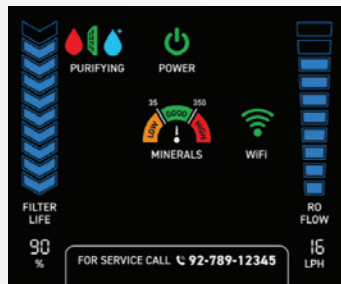 PURIFYING
POWER
35 350
LOW GOOD HIGH
MINERALS
WiFi
FILTER
LIFE
90
%
RO
FLOW
16
LPH
FOR SERVICE CALL 92-789-12345